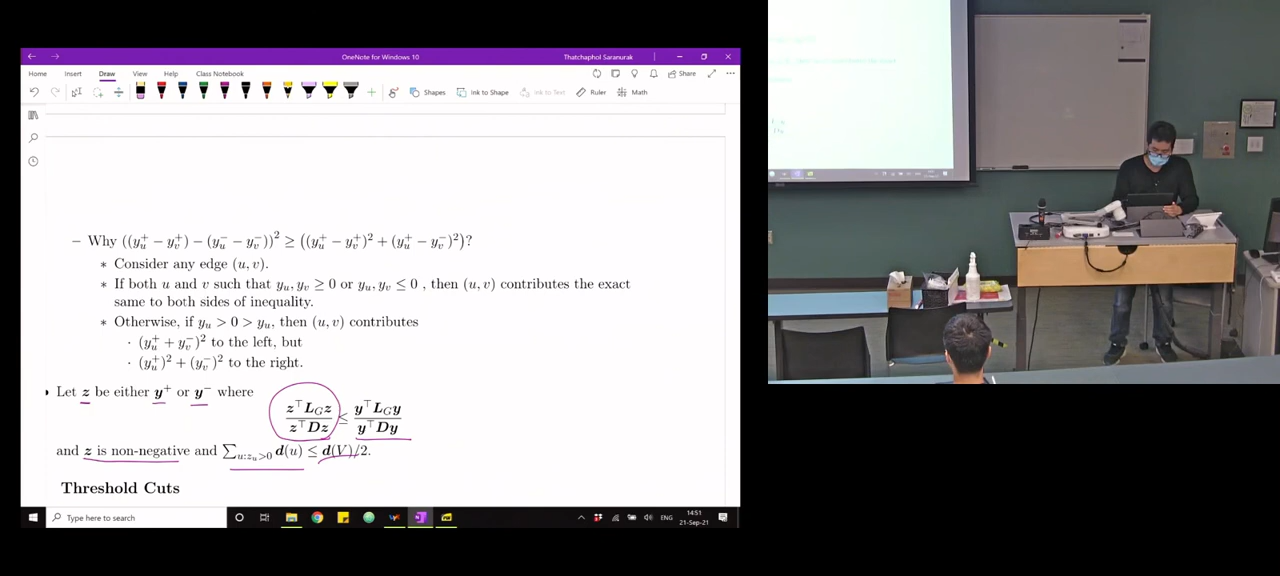 OneNote for Windows 10
Thatchaphol Saranurak
Home Insert Draw View Help Class Notebook
Share
Shapes Ink to Shape Ink to Text Ruler Math
– Why ((y_u^+ − y_v^+) − (y_u^- − y_v^-))^2 ≥ ((y_u^+ − y_v^+)^2 + (y_u^- − y_v^-)^2)?
∗ Consider any edge (u, v).
∗ If both u and v such that y_u, y_v ≥ 0 or y_u, y_v ≤ 0 , then (u, v) contributes the exact
same to both sides of inequality.
∗ Otherwise, if y_u > 0 > y_u, then (u, v) contributes
· (y_u^+ + y_v^-)^2 to the left, but
· (y_u^+)^2 + (y_v^-)^2 to the right.
Let z be either y^+ or y^- where
z^⊤ L_G z / z^⊤ D z ≤ y^⊤ L_G y / y^⊤ D y
and z is non-negative and ∑_{u:z_u>0} d(u) ≤ d(V)/2.
Threshold Cuts
Type here to search
ENG
14:51
21-Sep-21